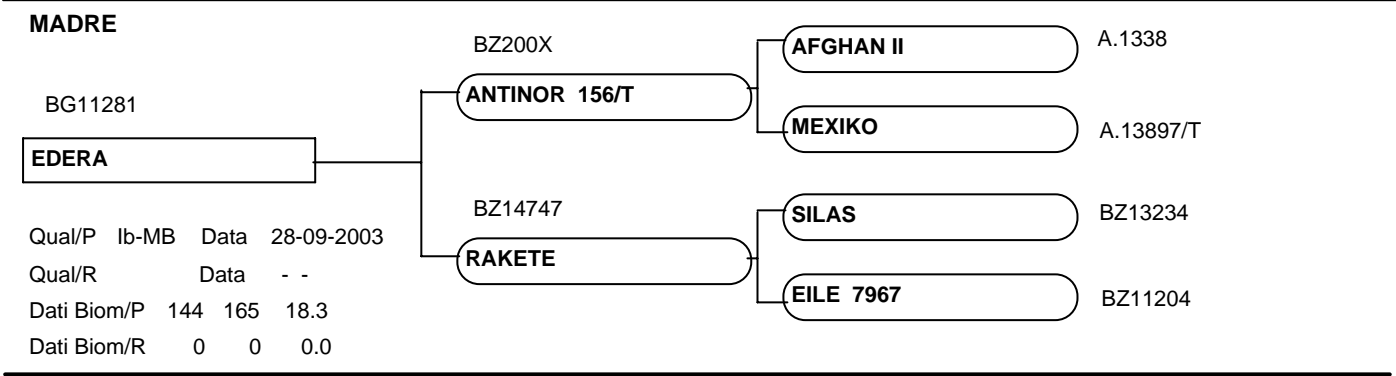 MADRE
BG11281
EDERA
Qual/P Ib-MB Data 28-09-2003
Qual/R Data - -
Dati Biom/P 144 165 18.3
Dati Biom/R 0 0 0.0
BZ200X
ANTINOR 156/T
BZ14747
RAKETE
AFGHAN II A.1338
MEXIKO A.13897/T
SILAS BZ13234
EILE 7967 BZ11204